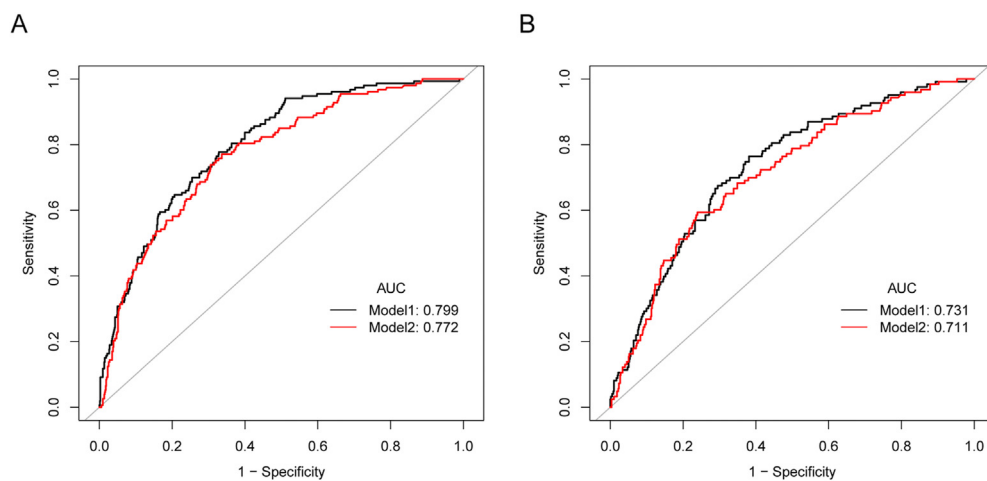 A
B
1.0
0.8
0.6
0.4
0.2
0.0
Sensitivity
AUC
Model1: 0.799
Model2: 0.772
0.0 0.2 0.4 0.6 0.8 1.0
1 − Specificity
1.0
0.8
0.6
0.4
0.2
0.0
Sensitivity
AUC
Model1: 0.731
Model2: 0.711
0.0 0.2 0.4 0.6 0.8 1.0
1 − Specificity